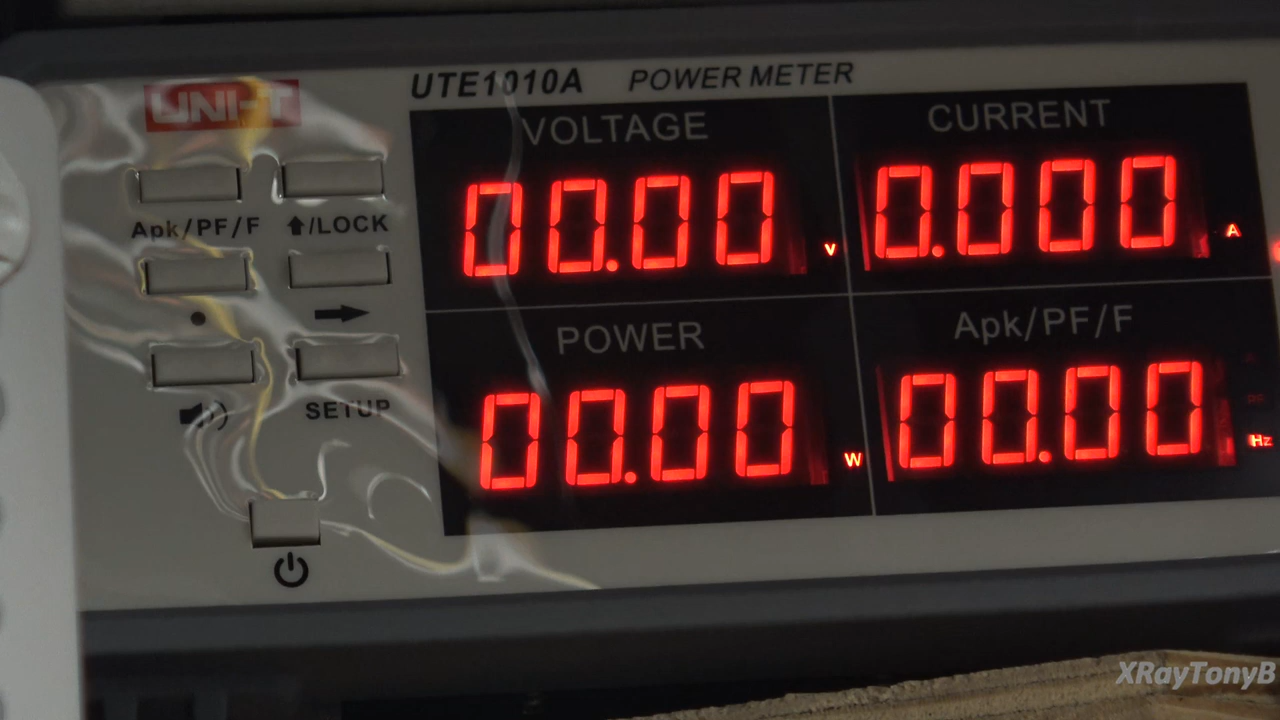 UNI-T
UTE1010A POWER METER
VOLTAGE
00.00 V
CURRENT
0.000 A
Apk/PF/F
⬆/LOCK
POWER
00.00 W
Apk/PF/F
00.00 Hz
PF
SETUP
XRayTonyB